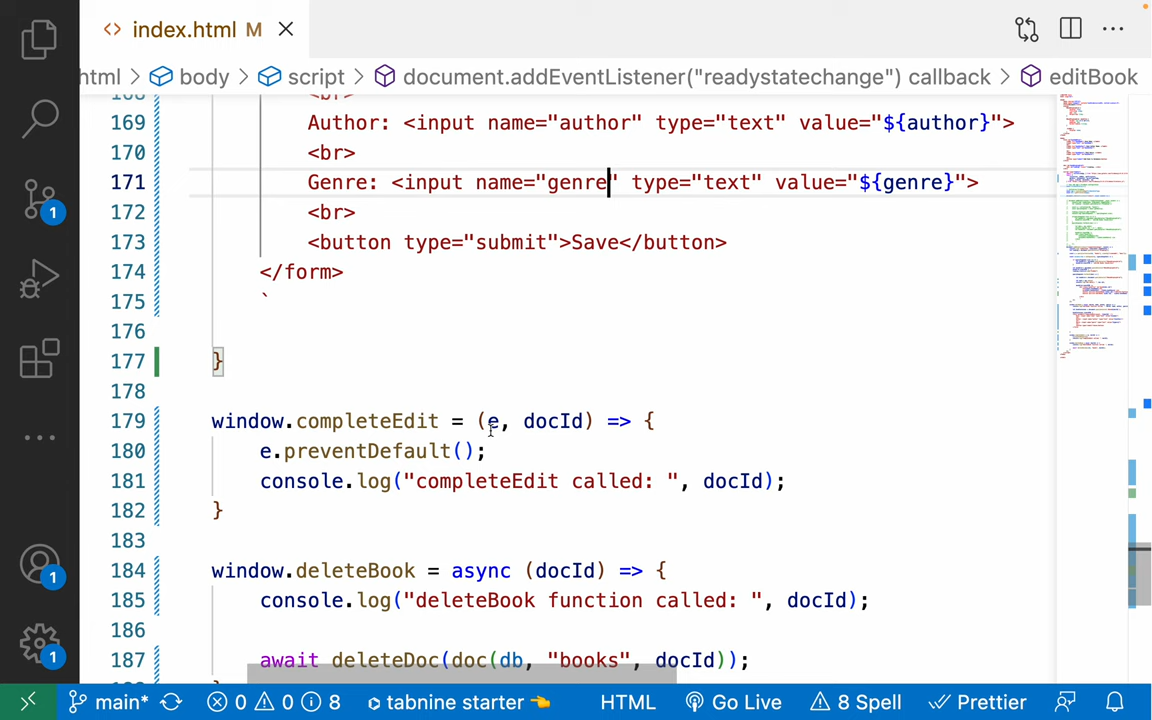 index.html M
html > body > script > document.addEventListener("readystatechange") callback > editBook
168 <br>
169 Author: <input name="author" type="text" value="${author}">
170 <br>
171 Genre: <input name="genre" type="text" value="${genre}">
172 <br>
173 <button type="submit">Save</button>
174 </form>
175 `
176
177 }
178
179 window.completeEdit = (e, docId) => {
180 e.preventDefault();
181 console.log("completeEdit called: ", docId);
182 }
183
184 window.deleteBook = async (docId) => {
185 console.log("deleteBook function called: ", docId);
186
187 await deleteDoc(doc(db, "books", docId));
1
1
1
main* 0 0 8 tabnine starter HTML Go Live 8 Spell Prettier